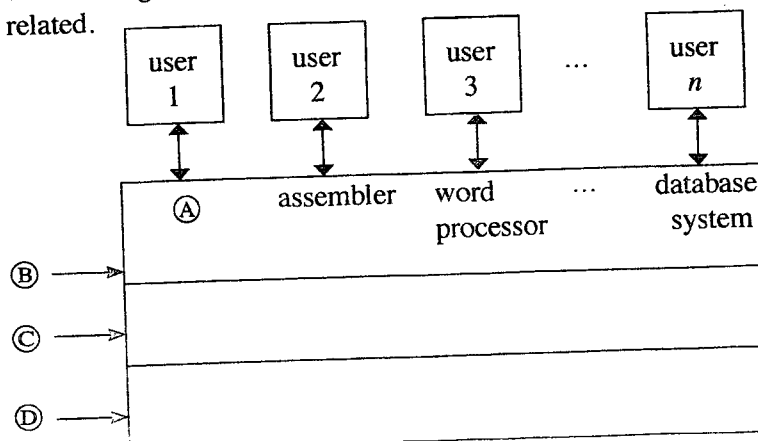 related.
user user user ... user
1 2 3 n
Ⓐ assembler word ... database
processor system
Ⓑ
Ⓒ
Ⓓ